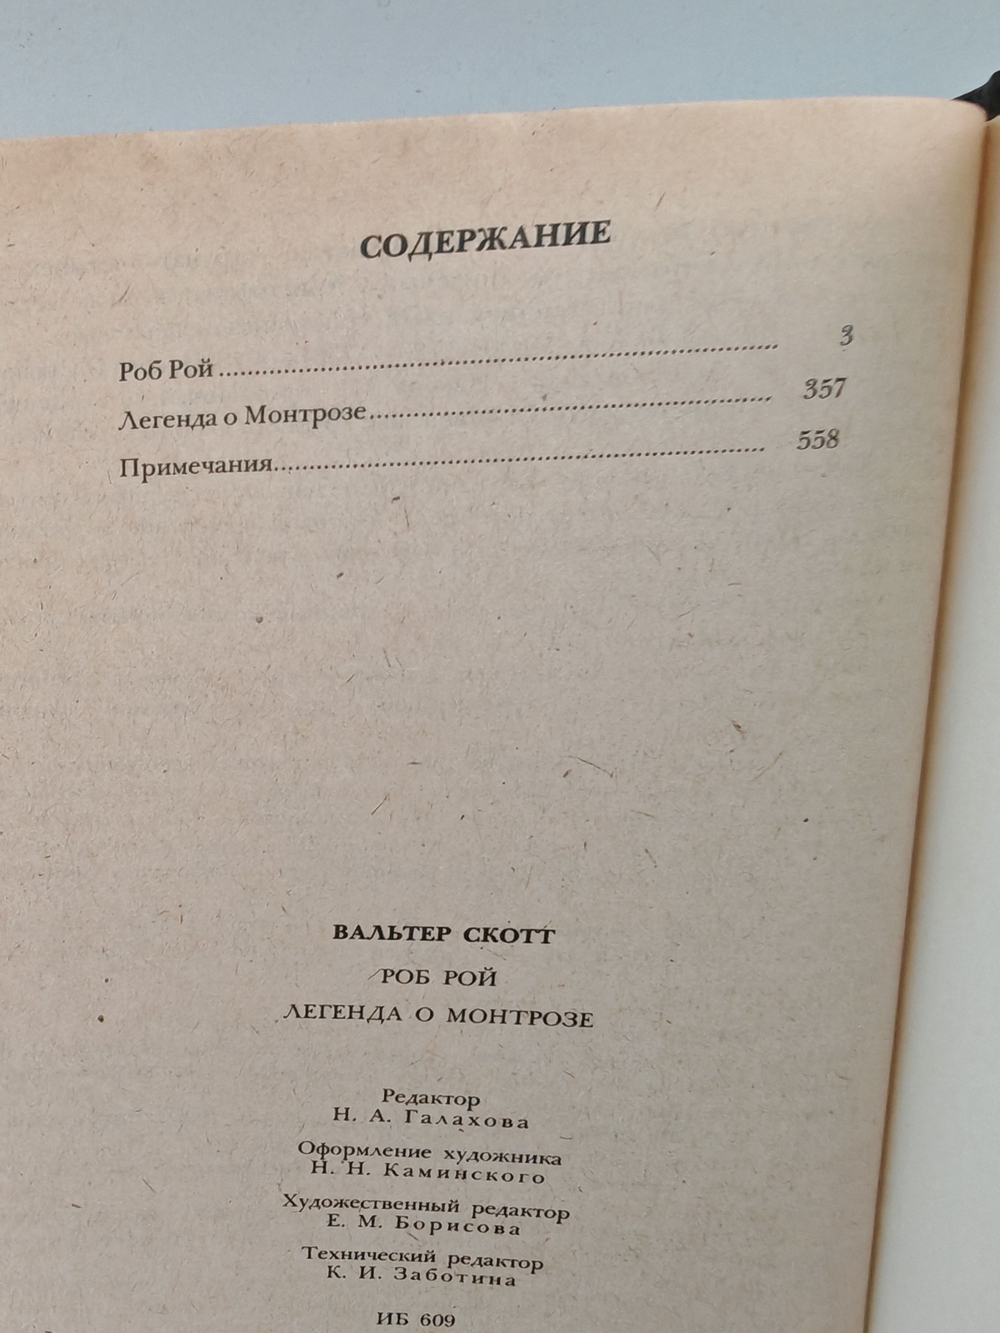 СОДЕРЖАНИЕ
Роб Рой 3
Легенда о Монтрозе 357
Примечания 558
ВАЛЬТЕР СКОТТ
РОБ РОЙ
ЛЕГЕНДА О МОНТРОЗЕ
Редактор
Н. А. Галахова
Оформление художника
Н. Н. Каминского
Художественный редактор
Е. М. Борисова
Технический редактор
К. И. Заботина
ИБ 609